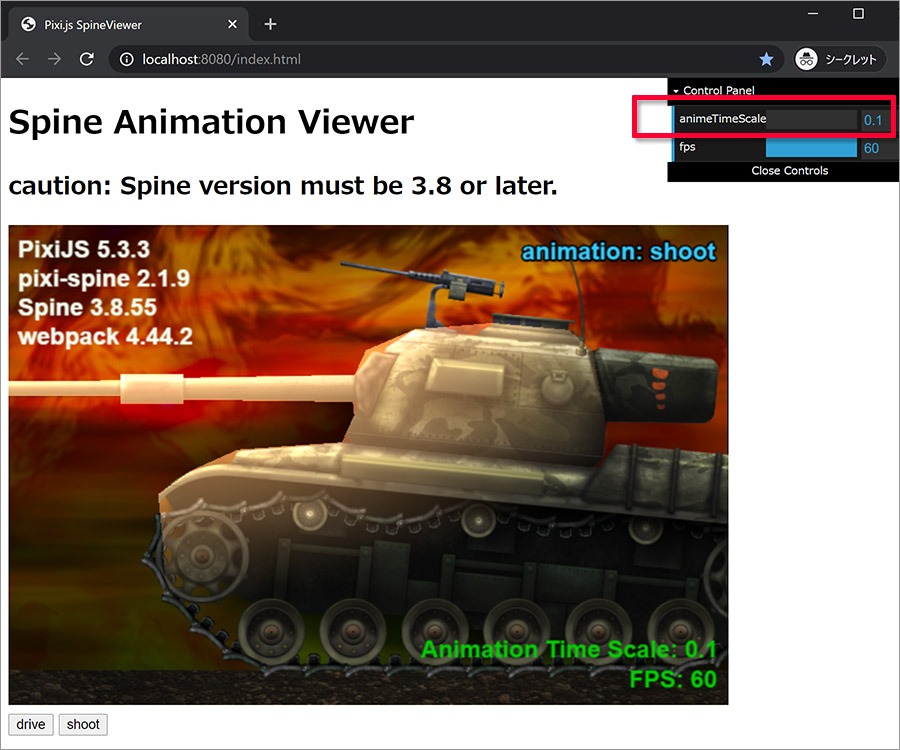 Pixi.js SpineViewer
localhost:8080/index.html
シークレット
Control Panel
animeTimeScale 0.1
fps 60
Close Controls
Spine Animation Viewer
caution: Spine version must be 3.8 or later.
PixiJS 5.3.3
pixi-spine 2.1.9
Spine 3.8.55
webpack 4.44.2
animation: shoot
Animation Time Scale: 0.1
FPS: 60
drive shoot